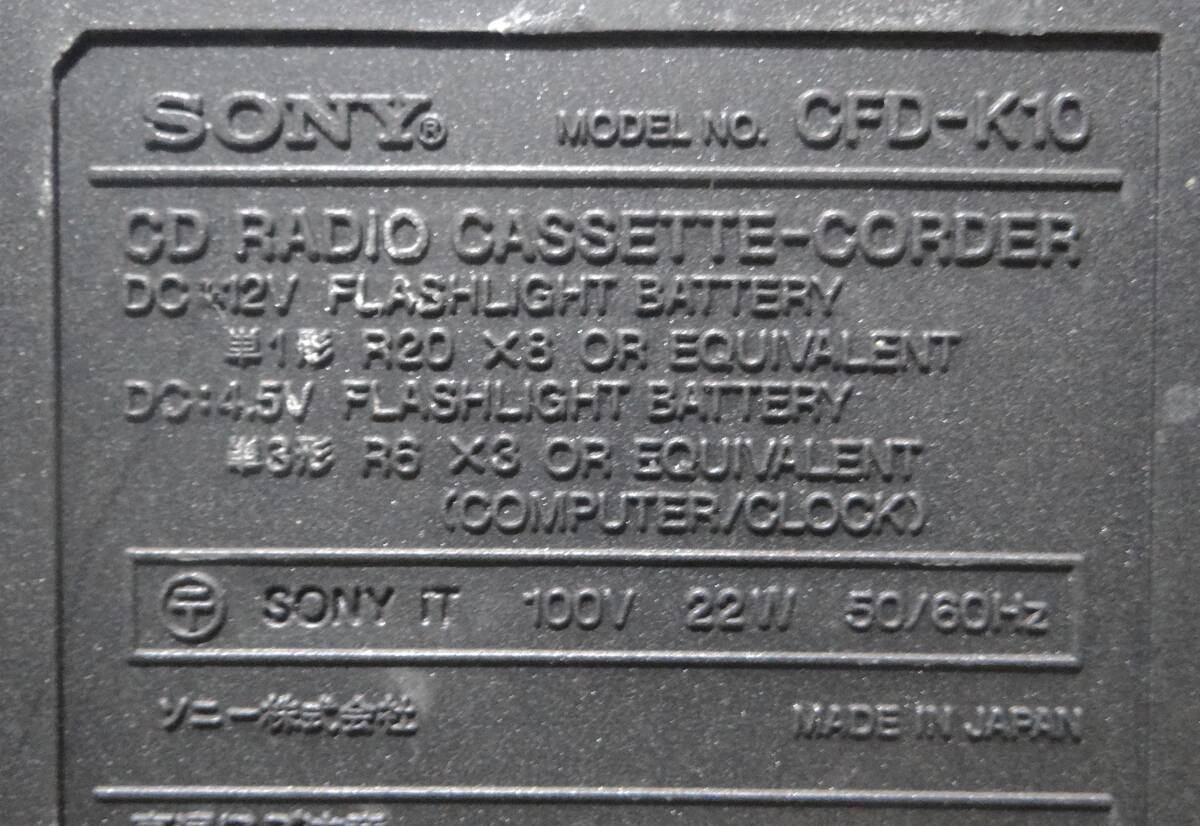 SONY® MODEL NO. CFD-K10
CD RADIO CASSETTE-CORDER
DC:12V FLASHLIGHT BATTERY
単1形 R20 ×8 OR EQUIVALENT
DC:4.5V FLASHLIGHT BATTERY
単3形 R6 ×3 OR EQUIVALENT
(COMPUTER/CLOCK)
SONY IT 100V 22W 50/60Hz
ソニー株式会社 MADE IN JAPAN